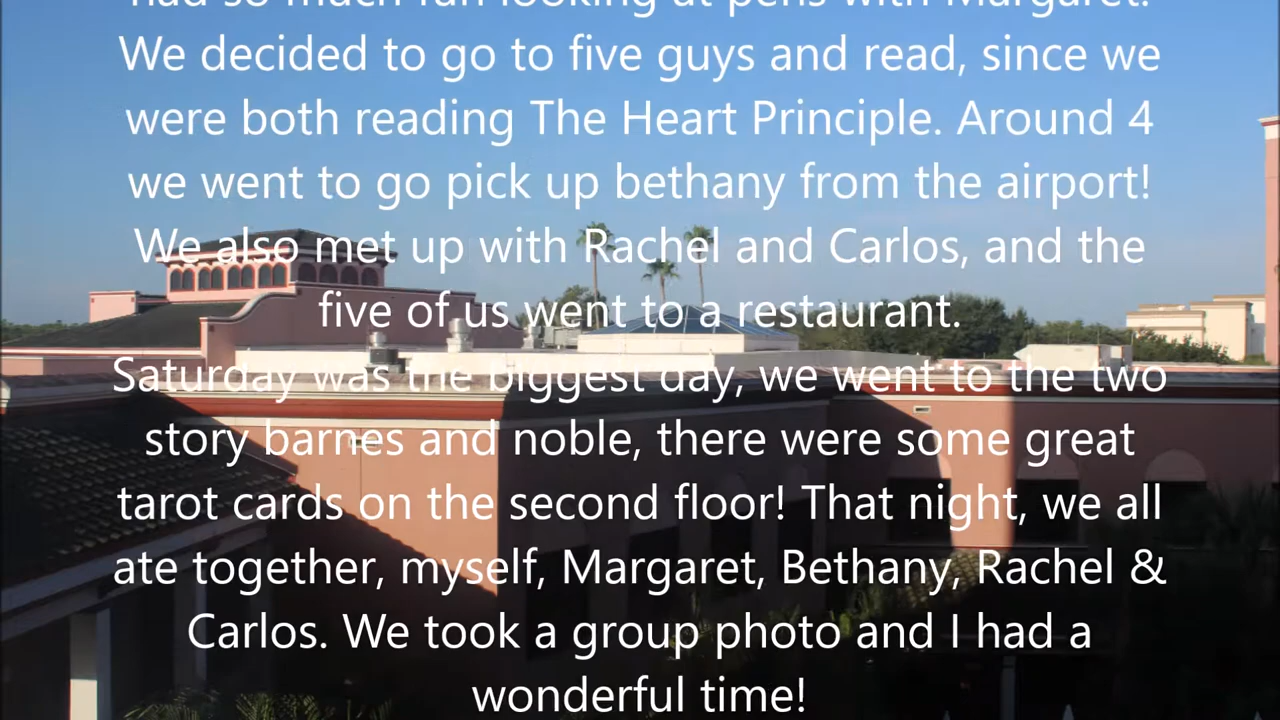 had so much fun looking at pens with Margaret.
We decided to go to five guys and read, since we
were both reading The Heart Principle. Around 4
we went to go pick up bethany from the airport!
We also met up with Rachel and Carlos, and the
five of us went to a restaurant.
Saturday was the biggest day, we went to the two
story barnes and noble, there were some great
tarot cards on the second floor! That night, we all
ate together, myself, Margaret, Bethany, Rachel &
Carlos. We took a group photo and I had a
wonderful time!